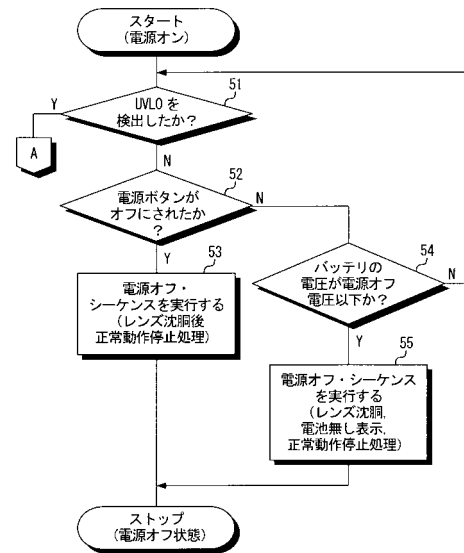 スタート
(電源オン)
51
Y
UVLOを
検出したか?
A
N
52
電源ボタンが
オフにされたか
?
N
Y
53
電源オフ・
シーケンスを実行する
(レンズ沈胴後
正常動作停止処理)
54
バッテリの
電圧が電源オフ
電圧以下か?
N
Y
55
電源オフ・シーケンス
を実行する
(レンズ沈胴,
電池無し表示,
正常動作停止処理)
ストップ
(電源オフ状態)